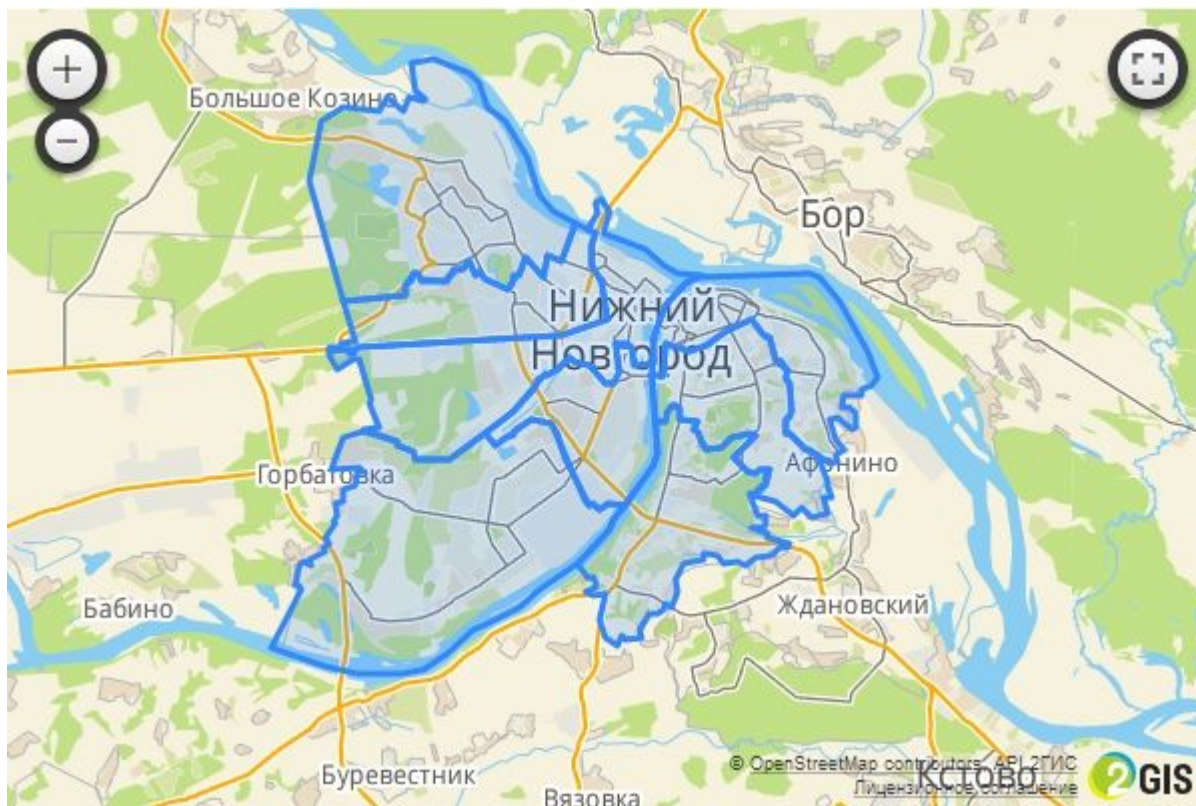 Большое Козино
Бор
Нижний
Новгород
Горбатовка
Афонино
Бабино
Ждановский
Буревестник
Вязовка
Кстово
© OpenStreetMap contributors, API 2ГИС
Лицензионное соглашение
2GIS